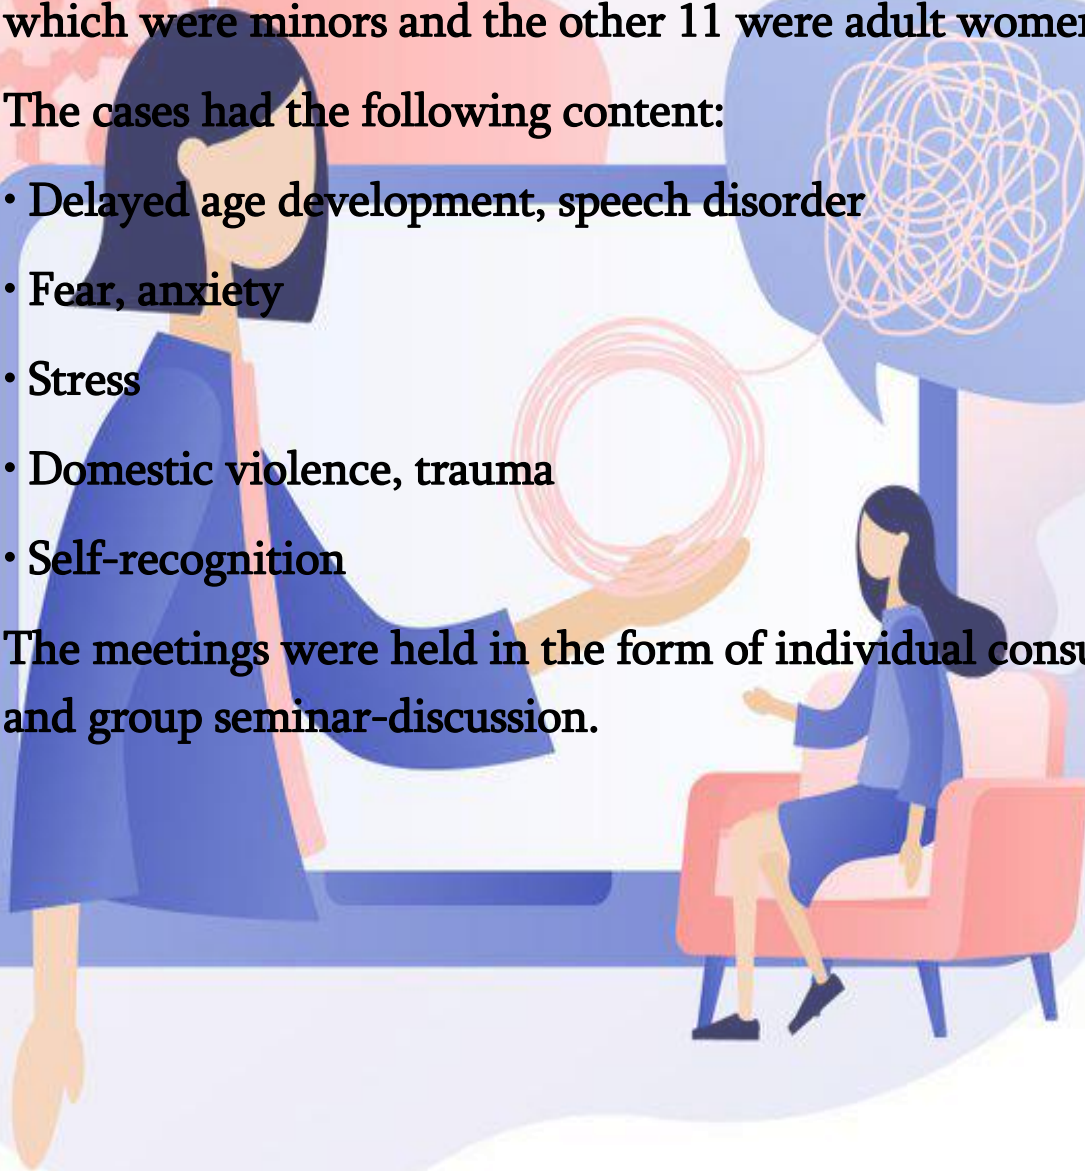 which were minors and the other 11 were adult women
The cases had the following content:
• Delayed age development, speech disorder
• Fear, anxiety
• Stress
• Domestic violence, trauma
• Self-recognition
The meetings were held in the form of individual
and group seminar-discussion.